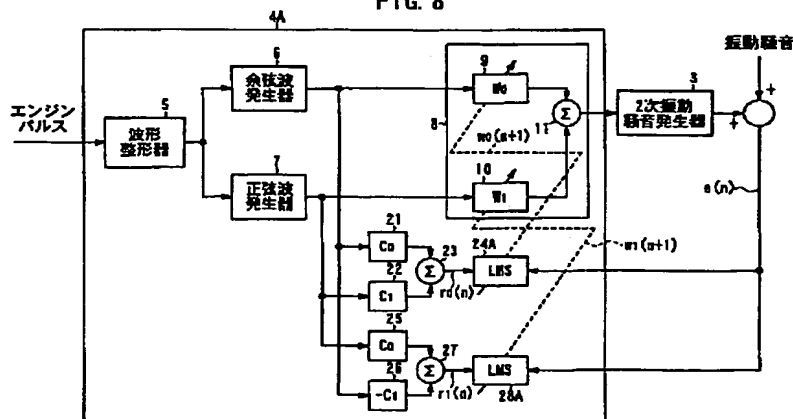 FIG. 8
4A
振動騒音
6
余弦波
発生器
9
W0
3
2次振動
騒音発生器
+
+
エンジン
パルス
5
波形
整形器
8
11
Σ
w0(n+1)
7
正弦波
発生器
10
W1
e(n)
21
C0
23
Σ
24A
LMS
w1(n+1)
22
C1
r0(n)
25
C0
27
Σ
LMS
26
-C1
r1(n)
28A